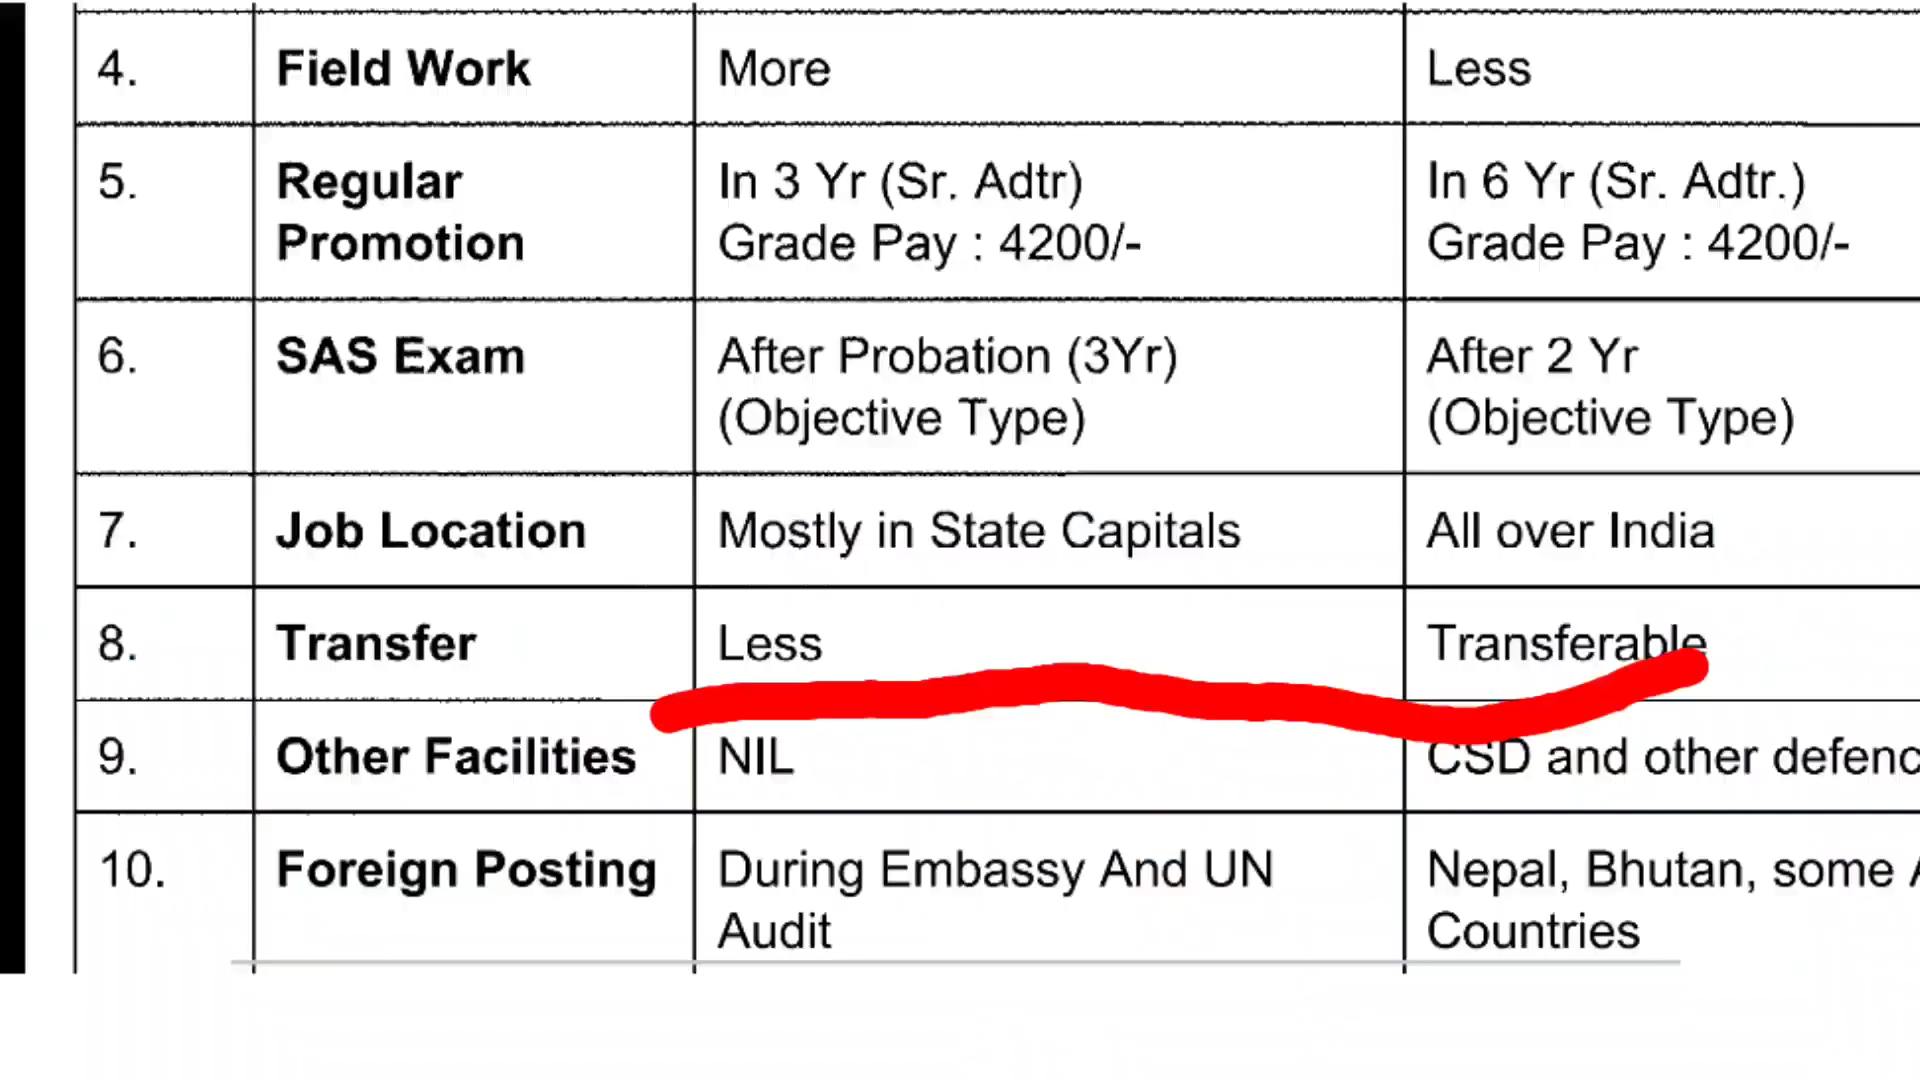 4. Field Work More Less
5. Regular In 3 Yr (Sr. Adtr) In 6 Yr (Sr. Adtr.)
Promotion Grade Pay : 4200/- Grade Pay : 4200/-
6. SAS Exam After Probation (3Yr) After 2 Yr
(Objective Type) (Objective Type)
7. Job Location Mostly in State Capitals All over India
8. Transfer Less Transferable
9. Other Facilities NIL CSD and other defenc
10. Foreign Posting During Embassy And UN Nepal, Bhutan, some
Audit Countries